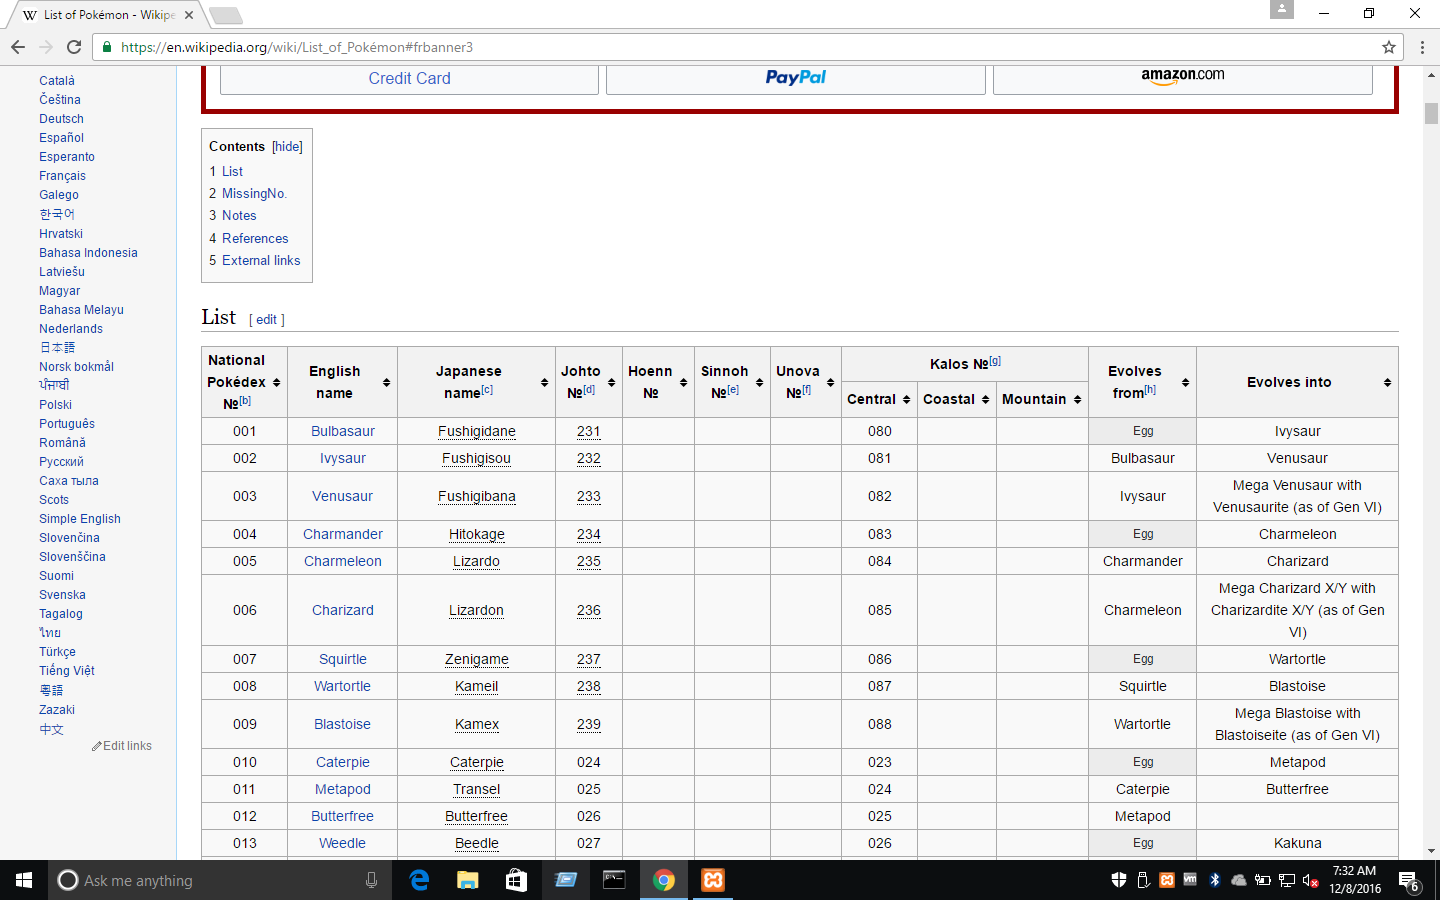 List of Pokémon - Wikipe
https://en.wikipedia.org/wiki/List_of_Pokémon#frbanner3
Català
Čeština
Deutsch
Español
Esperanto
Français
Galego
한국어
Hrvatski
Bahasa Indonesia
Latviešu
Magyar
Bahasa Melayu
Nederlands
日本語
Norsk bokmål
ਪੰਜਾਬੀ
Polski
Português
Română
Русский
Саха тыла
Scots
Simple English
Slovenčina
Slovenščina
Suomi
Svenska
Tagalog
ไทย
Türkçe
Tiếng Việt
粵語
Zazaki
中文
Edit links
Credit Card PayPal amazon.com
Contents [hide]
1 List
2 MissingNo.
3 Notes
4 References
5 External links
List [ edit ]
National Pokédex №[b] English name Japanese name[c] Johto №[d] Hoenn № Sinnoh №[e] Unova №[f] Kalos №[g] Evolves from[h] Evolves into
Central Coastal Mountain
001 Bulbasaur Fushigidane 231 080 Egg Ivysaur
002 Ivysaur Fushigisou 232 081 Bulbasaur Venusaur
003 Venusaur Fushigibana 233 082 Ivysaur Mega Venusaur with Venusaurite (as of Gen VI)
004 Charmander Hitokage 234 083 Egg Charmeleon
005 Charmeleon Lizardo 235 084 Charmander Charizard
006 Charizard Lizardon 236 085 Charmeleon Mega Charizard X/Y with Charizardite X/Y (as of Gen VI)
007 Squirtle Zenigame 237 086 Egg Wartortle
008 Wartortle Kameil 238 087 Squirtle Blastoise
009 Blastoise Kamex 239 088 Wartortle Mega Blastoise with Blastoiseite (as of Gen VI)
010 Caterpie Caterpie 024 023 Egg Metapod
011 Metapod Transel 025 024 Caterpie Butterfree
012 Butterfree Butterfree 026 025 Metapod
013 Weedle Beedle 027 026 Egg Kakuna
Ask me anything
7:32 AM
12/8/2016
6